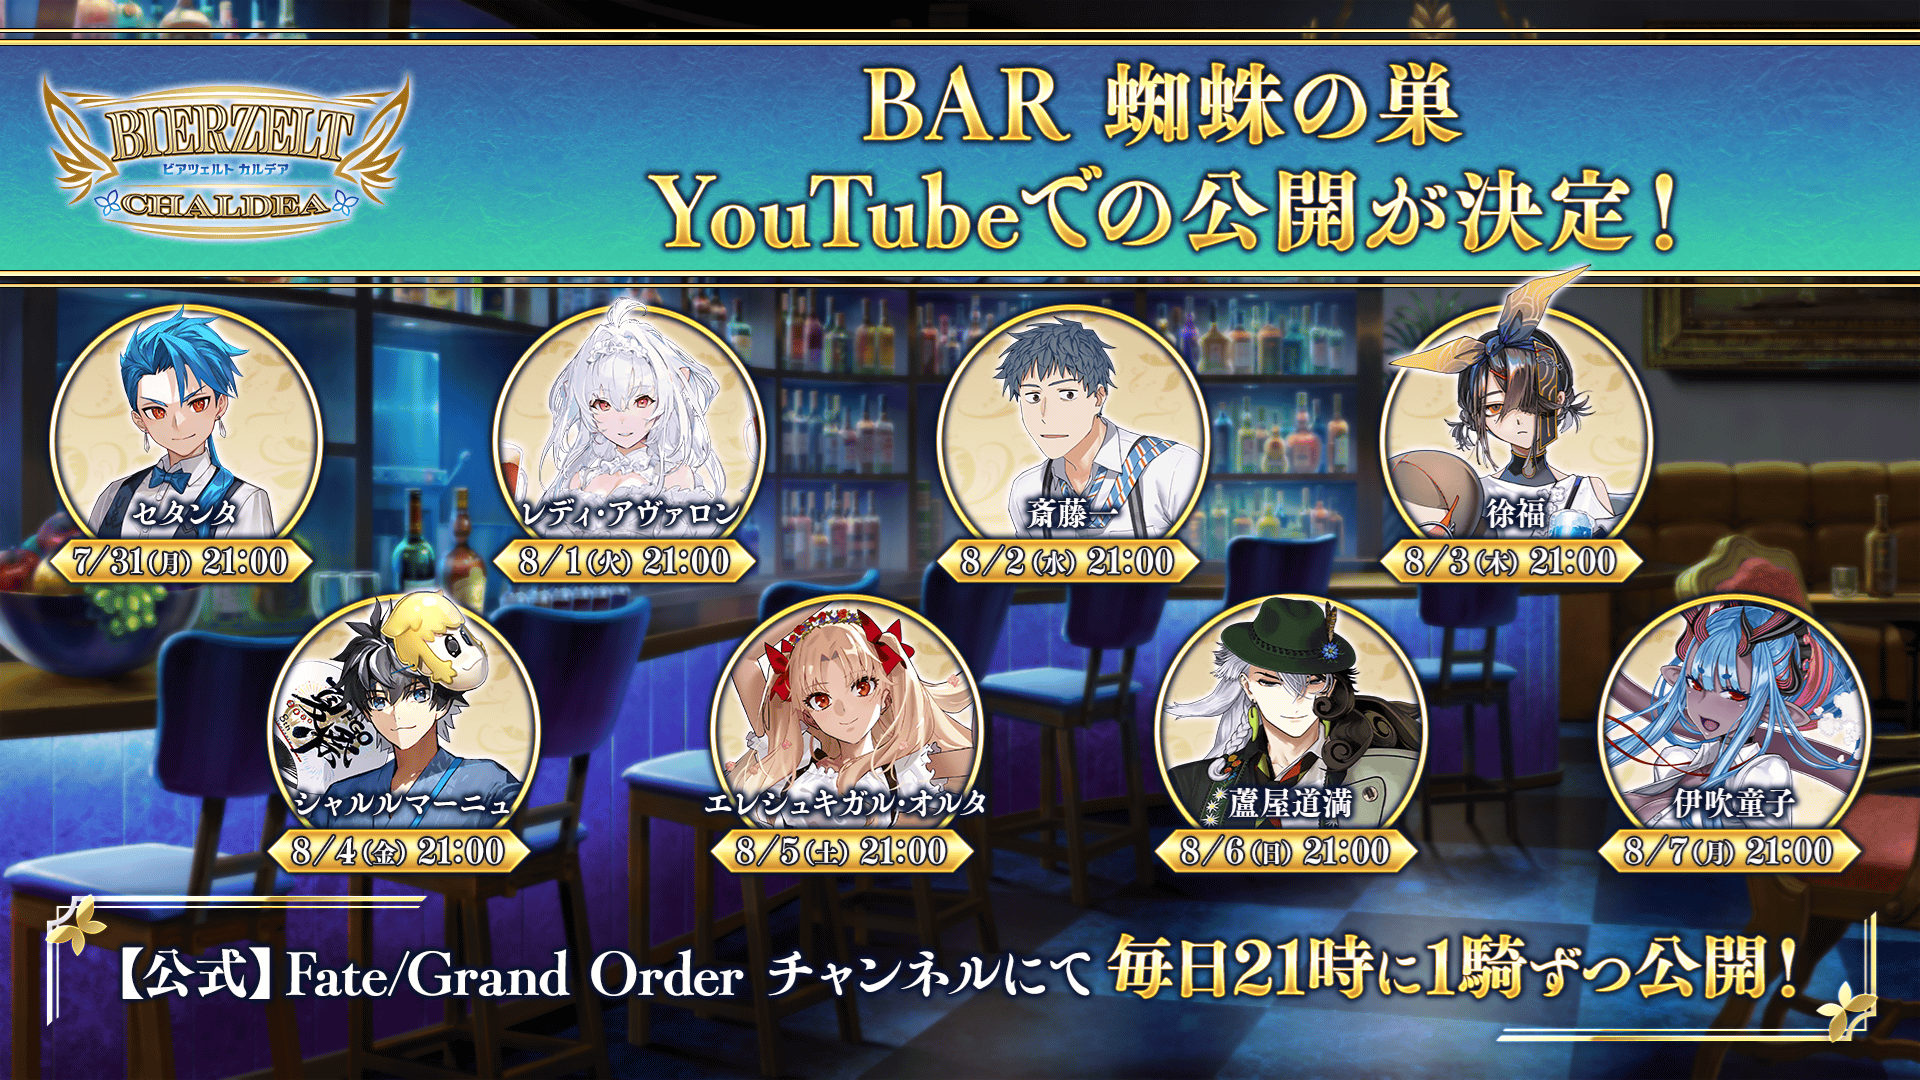 BIERZELT
ビアツェルト カルデア
CHALDEA
BAR 蜘蛛の巣
YouTubeでの公開が決定!
セタンタ
7/31(月) 21:00
レディ・アヴァロン
8/1(火) 21:00
斎藤一
8/2(水) 21:00
徐福
8/3(木) 21:00
シャルルマーニュ
8/4(金) 21:00
エレシュキガル・オルタ
8/5(土) 21:00
蘆屋道満
8/6(日) 21:00
伊吹童子
8/7(月) 21:00
【公式】Fate/Grand Order チャンネルにて 毎日21時に1騎ずつ公開!